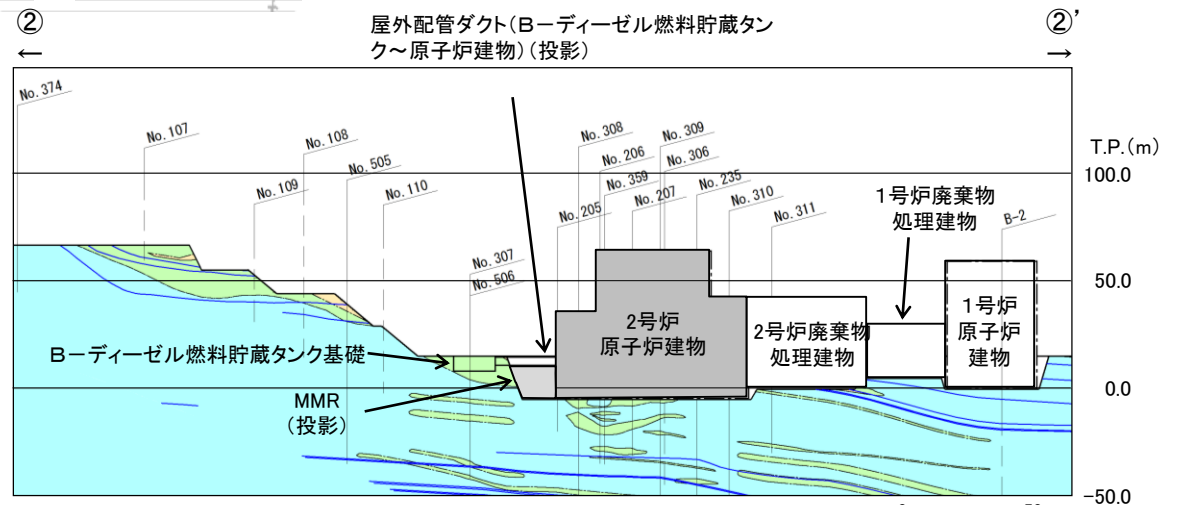 ②
②'
←
→
屋外配管ダクト(B－ディーゼル燃料貯蔵タン
ク～原子炉建物)(投影)
T.P.(m)
No. 374
No. 107
No. 108
No. 109
No. 505
No. 110
No. 307
No. 506
No. 308
No. 206
No. 359
No. 205
No. 207
No. 309
No. 306
No. 235
No. 310
No. 311
B-2
100.0
50.0
0.0
-50.0
1号炉廃棄物
処理建物
2号炉
原子炉建物
2号炉廃棄物
処理建物
1号炉
原子炉
建物
B－ディーゼル燃料貯蔵タンク基礎
MMR
(投影)